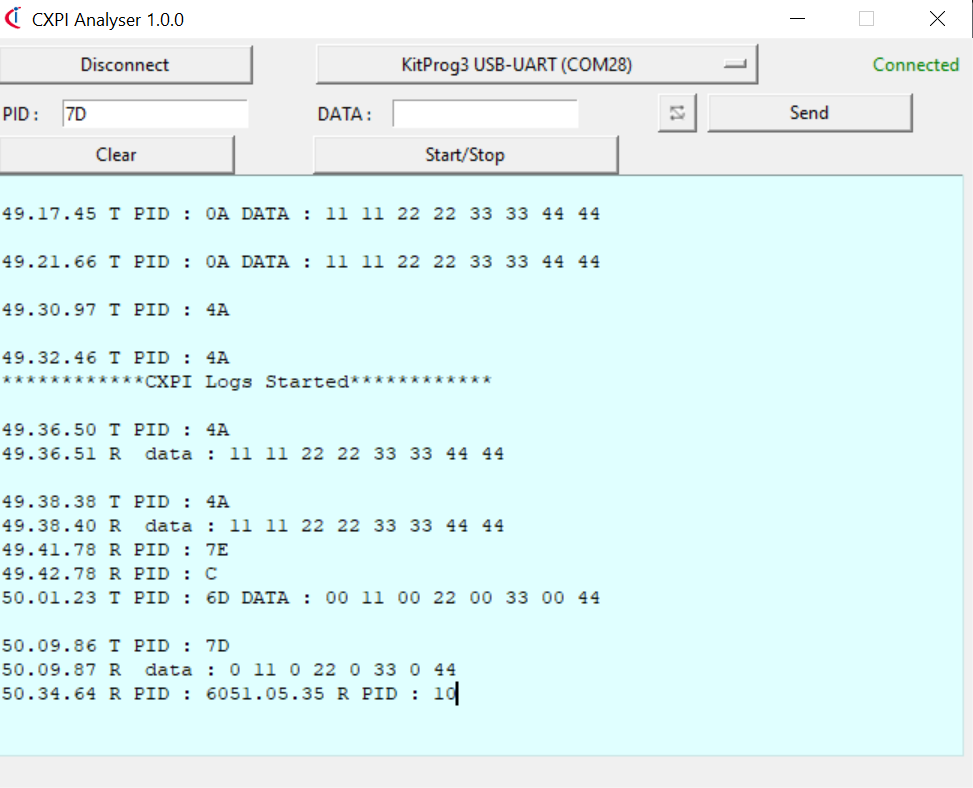 CXPI Analyser 1.0.0
Disconnect KitProg3 USB-UART (COM28) Connected
PID: 7D DATA: Send
Clear Start/Stop
49.17.45 T PID : 0A DATA : 11 11 22 22 33 33 44 44
49.21.66 T PID : 0A DATA : 11 11 22 22 33 33 44 44
49.30.97 T PID : 4A
49.32.46 T PID : 4A
************CXPI Logs Started************
49.36.50 T PID : 4A
49.36.51 R  data : 11 11 22 22 33 33 44 44
49.38.38 T PID : 4A
49.38.40 R  data : 11 11 22 22 33 33 44 44
49.41.78 R PID : 7E
49.42.78 R PID : C
50.01.23 T PID : 6D DATA : 00 11 00 22 00 33 00 44
50.09.86 T PID : 7D
50.09.87 R  data : 0 11 0 22 0 33 0 44
50.34.64 R PID : 6051.05.35 R PID : 10